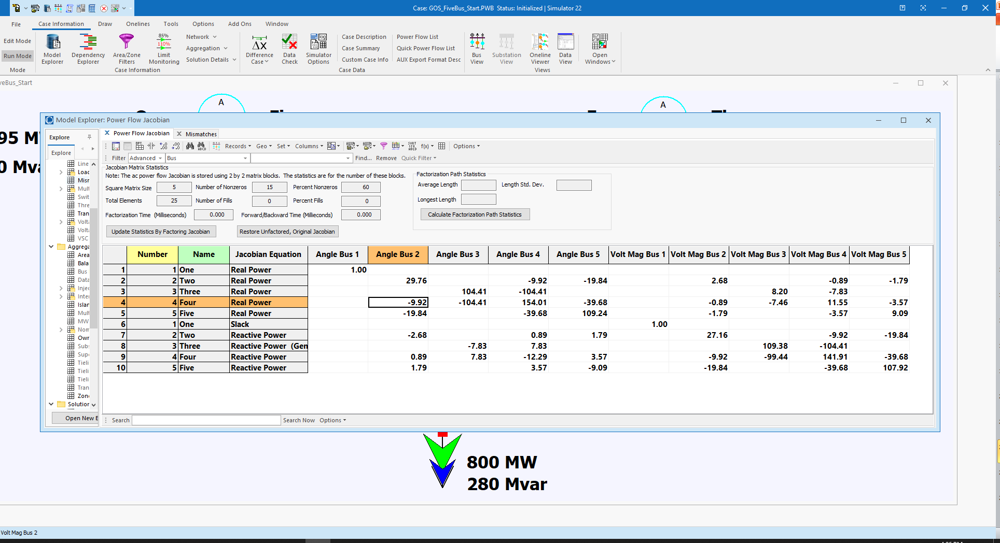 Case: GOS_FiveBus_Start.PWB  Status: Initialized | Simulator 22
File Case Information Draw Onelines Tools Options Add Ons Window
Edit Mode
Run Mode
Mode
Model Explorer
Dependency Explorer
Area/Zone Filters
85%
110%
Limit Monitoring
Network
Aggregation
Solution Details
Case Information
ΔX
Difference Case
Data Check
Simulator Options
Case Description
Case Summary
Custom Case Info
Power Flow List
Quick Power Flow List
AUX Export Format Desc
Case Data
Bus View
Substation View
Oneline Viewer
Data View
Open Windows
Views
veBus_Start
A
A
95 M
0 Mva
Model Explorer: Power Flow Jacobian
Explore
Explore
Line
Loac
Misr
Mult
Swit
Thre
Tran
Volta
Volta
VSC
Aggrega
Area
Bala
Bus
Data
Injec
Inter
Islar
Mult
MW
Nom
Owr
Subs
Supe
Tieli
Tieli
Tieli
Tran
Zone
Solutior
Open New E
Power Flow Jacobian Mismatches
Records Geo Set Columns f(x) Options
Filter Advanced Bus Find... Remove Quick Filter
Jacobian Matrix Statistics
Note: The ac power flow Jacobian is stored using 2 by 2 matrix blocks.  The statistics are for the number of these blocks.
Square Matrix Size 5 Number of Nonzeros 15 Percent Nonzeros 60
Total Elements 25 Number of Fills 0 Percent Fills 0
Factorization Time  (Milliseconds) 0.000 Forward/Backward Time (Millieconds) 0.000
Update Statistics By Factoring Jacobian Restore Unfactored, Original Jacobian
Factorization Path Statistics
Average Length Length Std. Dev.
Longest Length
Calculate Factorization Path Statistics
Number Name Jacobian Equation Angle Bus 1 Angle Bus 2 Angle Bus 3 Angle Bus 4 Angle Bus 5 Volt Mag Bus 1 Volt Mag Bus 2 Volt Mag Bus 3 Volt Mag Bus 4 Volt Mag Bus 5
1 1 One Real Power 1.00
2 2 Two Real Power 29.76 -9.92 -19.84 2.68 -0.89 -1.79
3 3 Three Real Power 104.41 -104.41 8.20 -7.83
4 4 Four Real Power -9.92 -104.41 154.01 -39.68 -0.89 -7.46 11.55 -3.57
5 5 Five Real Power -19.84 -39.68 109.24 -1.79 -3.57 9.09
6 1 One Slack 1.00
7 2 Two Reactive Power -2.68 0.89 1.79 27.16 -9.92 -19.84
8 3 Three Reactive Power  (Gen -7.83 7.83 109.38 -104.41
9 4 Four Reactive Power 0.89 7.83 -12.29 3.57 -9.92 -99.44 141.91 -39.68
10 5 Five Reactive Power 1.79 3.57 -9.09 -19.84 -39.68 107.92
Search Search Now Options
800 MW
280 Mvar
Volt Mag Bus 2